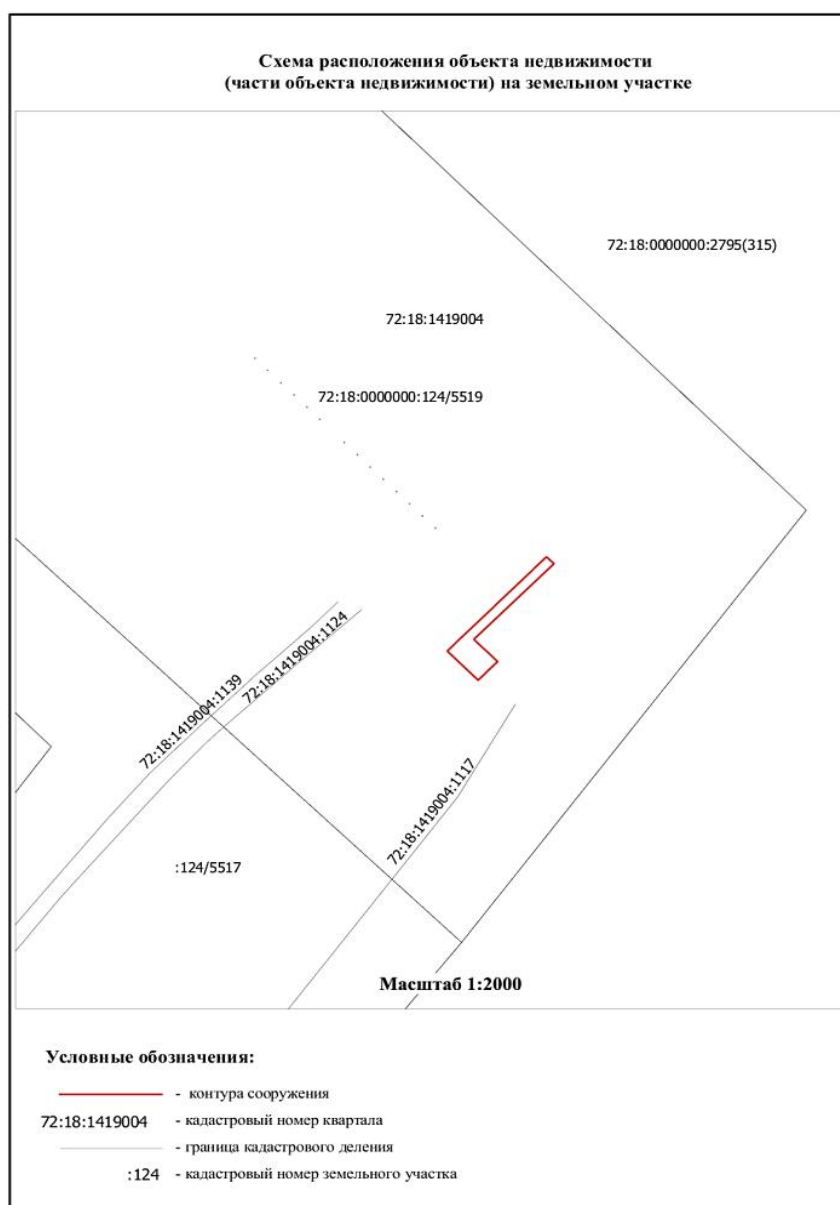 Схема расположения объекта недвижимости
(части объекта недвижимости) на земельном участке
72:18:0000000:2795(315)
72:18:1419004
72:18:0000000:124/5519
72:18:1419004:1124
72:18:1419004:1139
72:18:1419004:1117
:124/5517
Масштаб 1:2000
Условные обозначения:
- контура сооружения
72:18:1419004 - кадастровый номер квартала
- граница кадастрового деления
:124 - кадастровый номер земельного участка